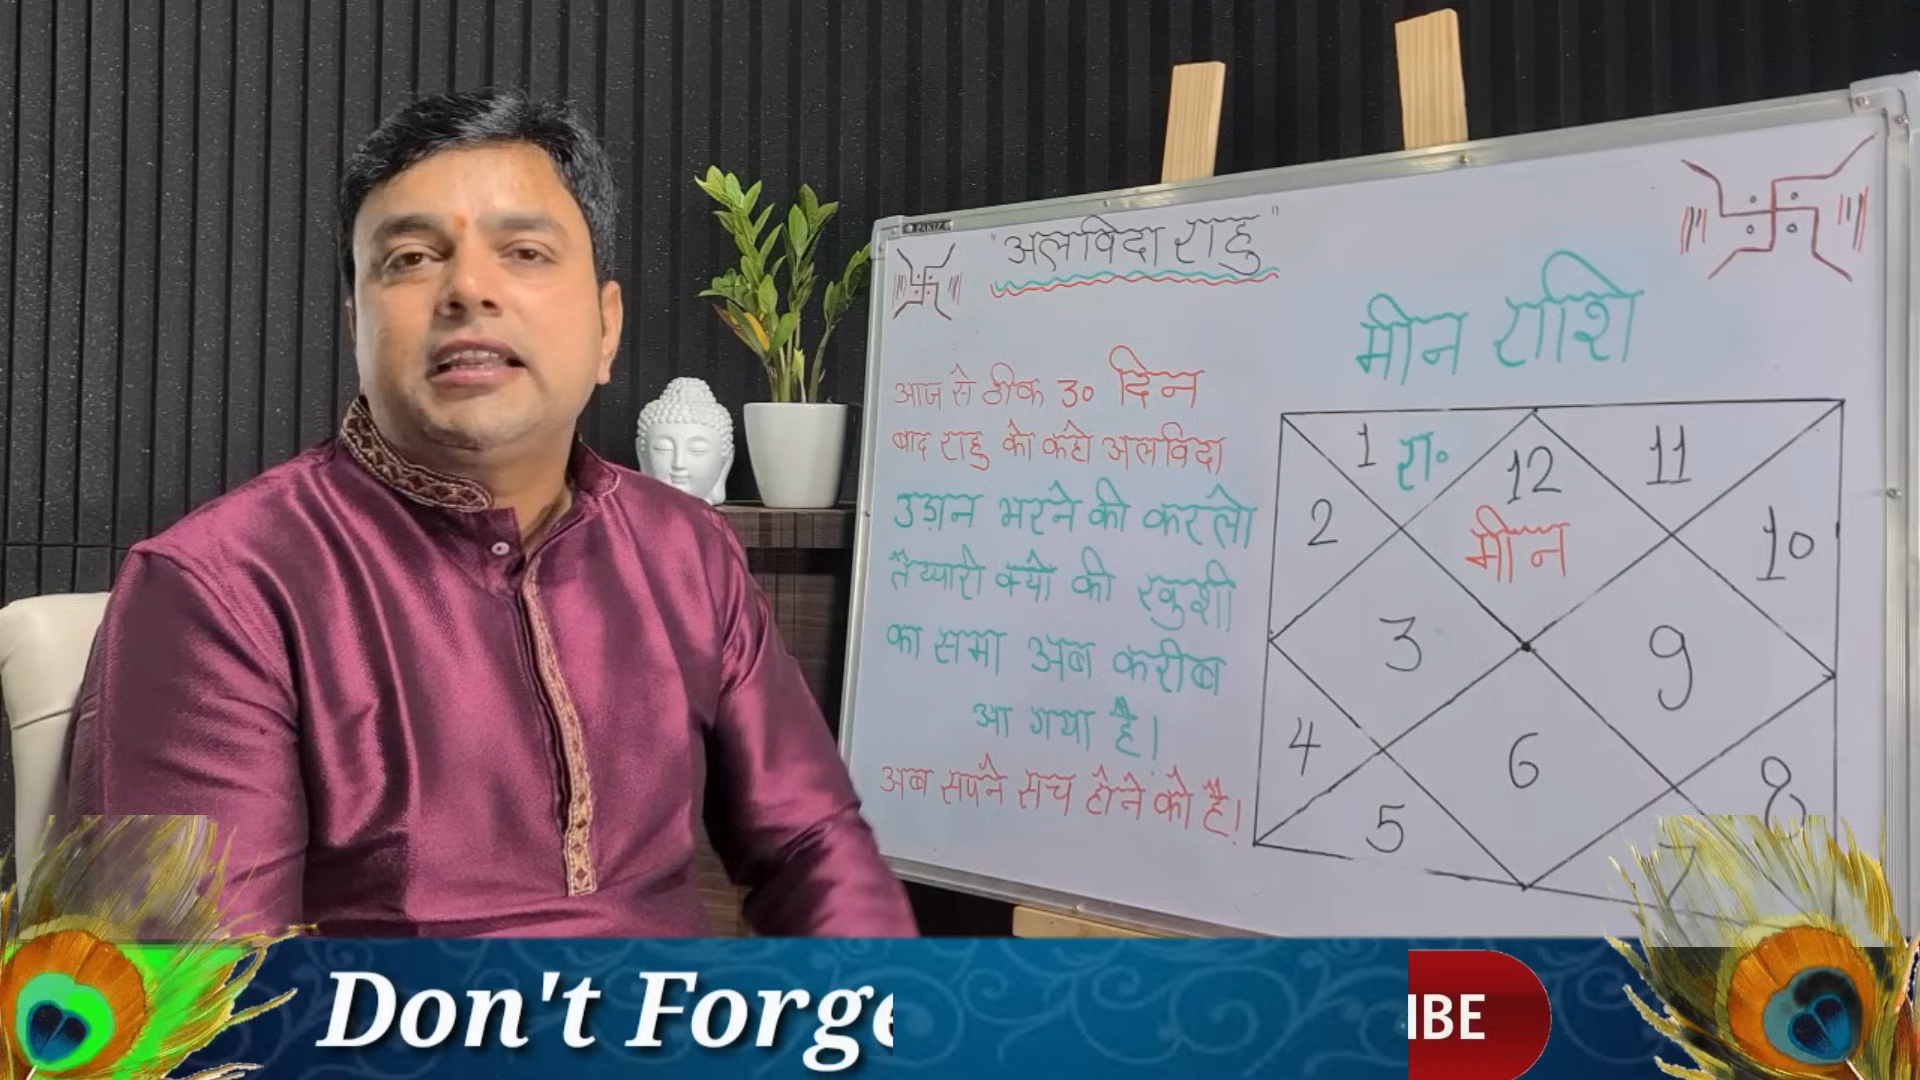 "अलविदा राहु"
आज से ठीक 30 दिन
बाद राहु को कहो अलविदा
उड़ान भरने की करलो
तैय्यारी क्यो की खुशी
का समा अब करीब
आ गया है।
अब सपने सच होने को है।
मीन राशि
1 रा॰ 12 11
2 मीन 10
3 9
4 6 8
5 7
Don't Forge
IBE